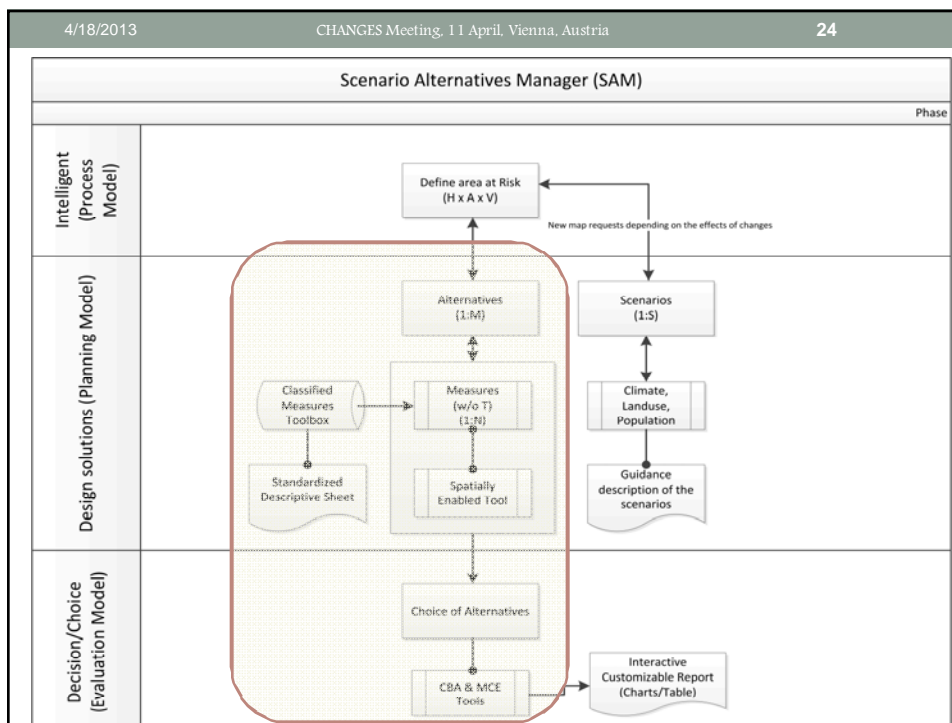 4/18/2013
CHANGES Meeting, 11 April, Vienna, Austria
24
Scenario Alternatives Manager (SAM)
Phase
Intelligent
(Process
Model)
Define area at Risk
(H x A x V)
New map requests depending on the effects of changes
Design solutions (Planning Model)
Alternatives
(1:M)
Scenarios
(1:S)
Classified
Measures
Toolbox
Measures
(w/o T)
(1:N)
Climate,
Landuse,
Population
Standardized
Descriptive Sheet
Spatially
Enabled Tool
Guidance
description of the
scenarios
Decision/Choice
(Evaluation Model)
Choice of Alternatives
CBA & MCE
Tools
Interactive
Customizable Report
(Charts/Table)